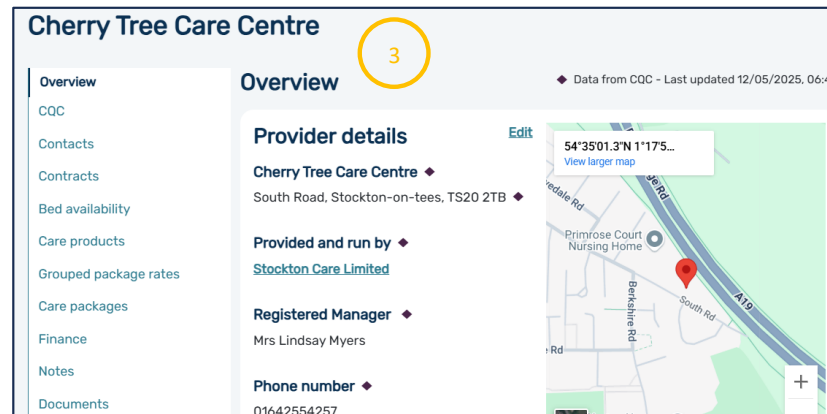 Cherry Tree Care Centre
3
Overview
CQC
Contacts
Contracts
Bed availability
Care products
Grouped package rates
Care packages
Finance
Notes
Documents
Overview
Data from CQC - Last updated 12/05/2025, 06:4
Provider details
Edit
Cherry Tree Care Centre
South Road, Stockton-on-tees, TS20 2TB
Provided and run by
Stockton Care Limited
Registered Manager
Mrs Lindsay Myers
Phone number
01642554257
54°35'01.3"N 1°17'5...
View larger map
Primrose Court
Nursing Home
Berkshire Rd
South Rd
A19
Rd
+